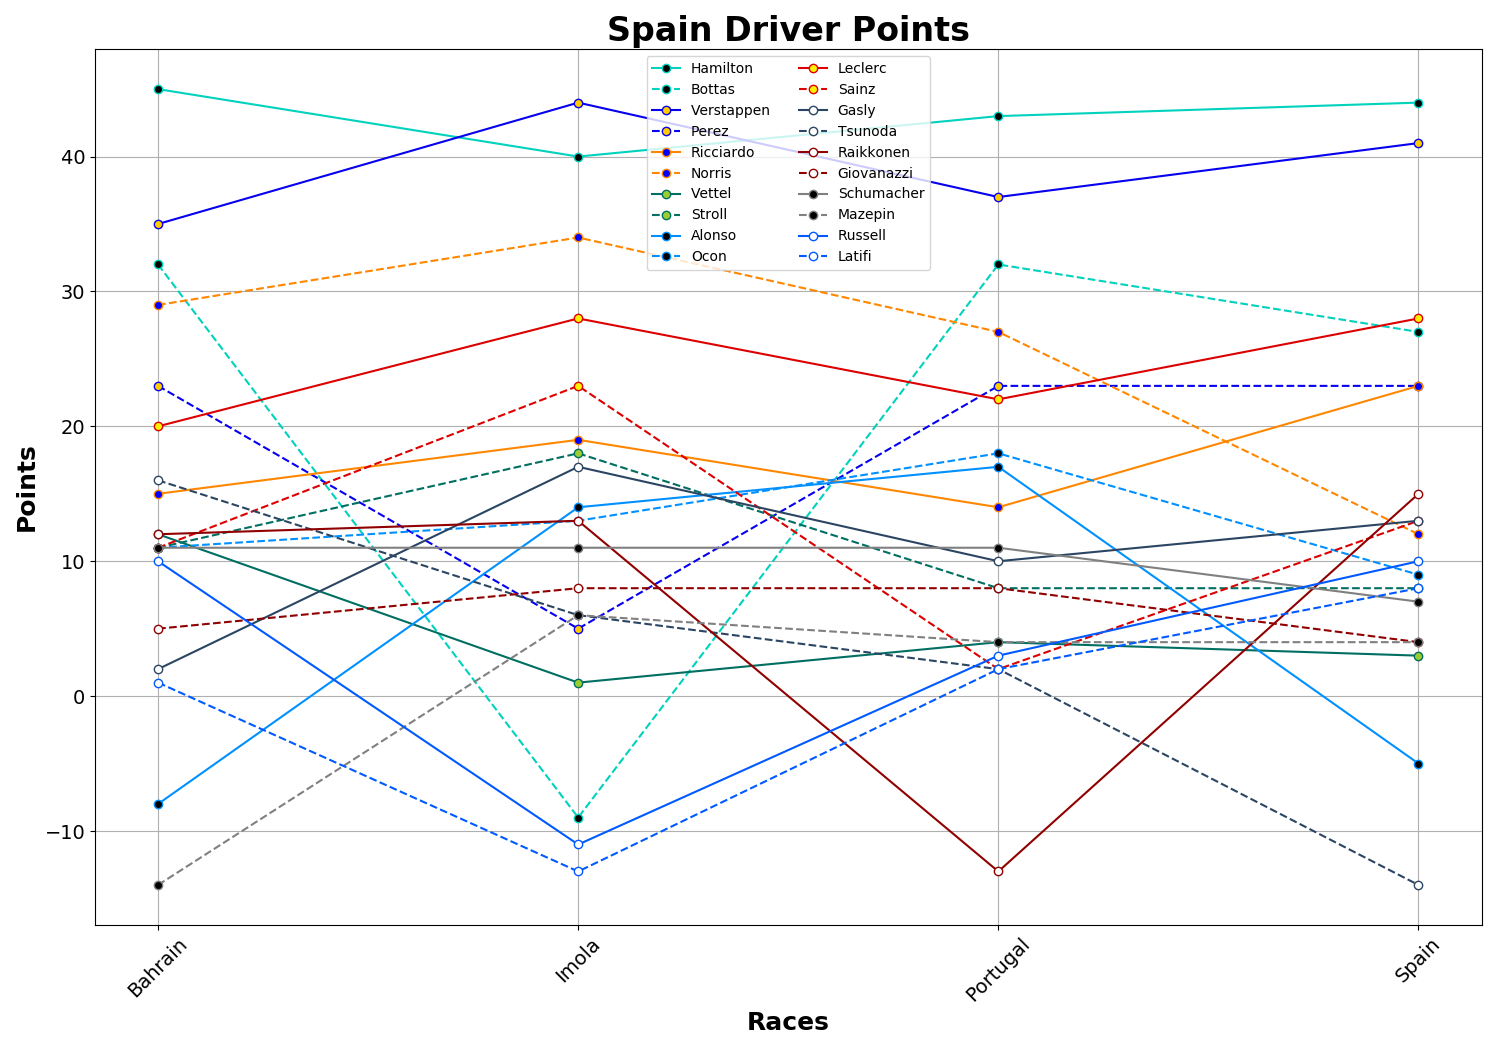 Spain Driver Points
Points
40
30
20
10
0
−10
Hamilton
Bottas
Verstappen
Perez
Ricciardo
Norris
Vettel
Stroll
Alonso
Ocon
Leclerc
Sainz
Gasly
Tsunoda
Raikkonen
Giovanazzi
Schumacher
Mazepin
Russell
Latifi
Bahrain
Imola
Portugal
Spain
Races